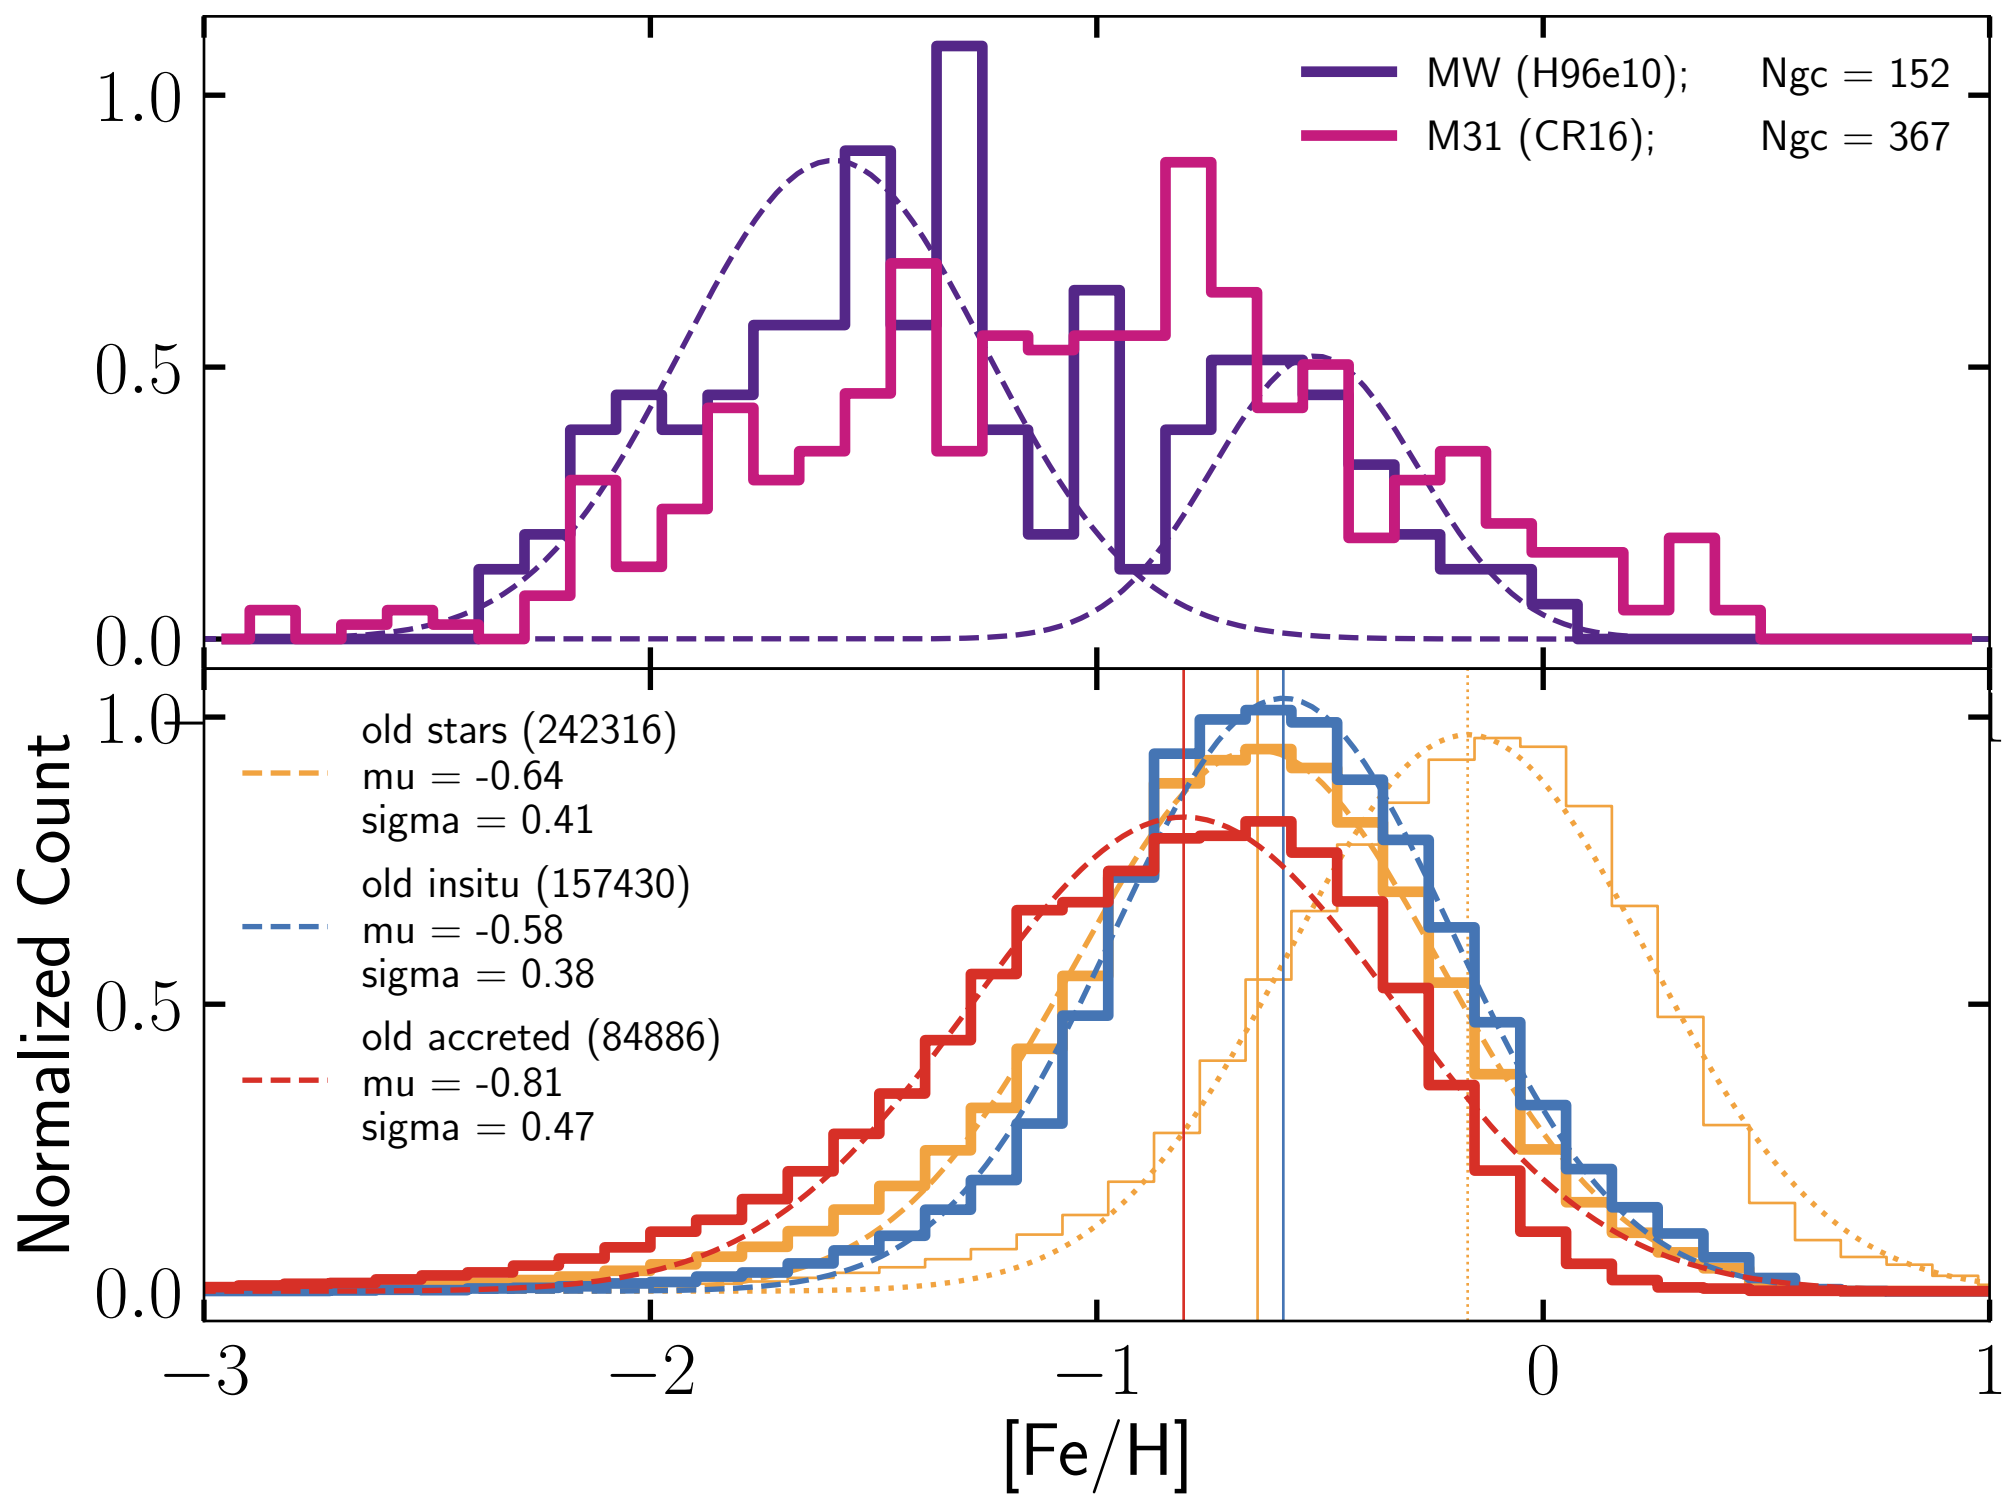 1.0
0.5
0.0
MW (H96e10); Ngc = 152
M31 (CR16); Ngc = 367
Normalized Count
1.0
0.5
0.0
old stars (242316)
mu = -0.64
sigma = 0.41
old insitu (157430)
mu = -0.58
sigma = 0.38
old accreted (84886)
mu = -0.81
sigma = 0.47
−3 −2 −1 0 1
[Fe/H]